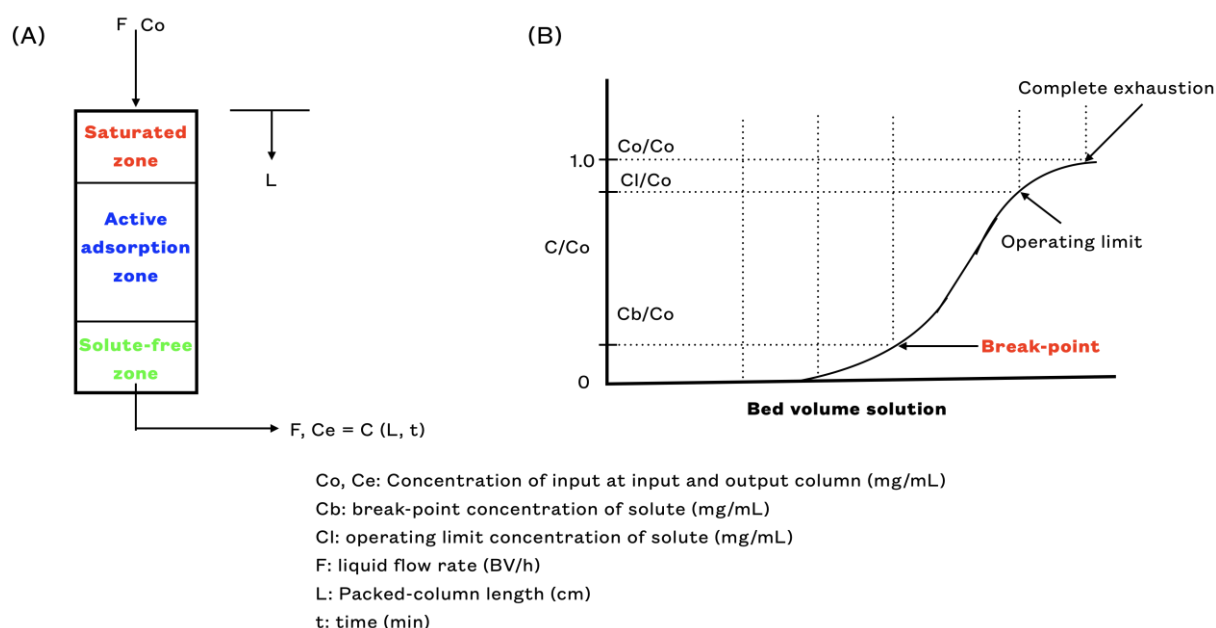 (A)
F Co
Saturated
zone
L
Active
adsorption
zone
Solute-free
zone
F, Ce = C (L, t)
(B)
Complete exhaustion
Co/Co
1.0
Cl/Co
Operating limit
C/Co
Cb/Co
Break-point
0
Bed volume solution
Co, Ce: Concentration of input at input and output column (mg/mL)
Cb: break-point concentration of solute (mg/mL)
Cl: operating limit concentration of solute (mg/mL)
F: liquid flow rate (BV/h)
L: Packed-column length (cm)
t: time (min)